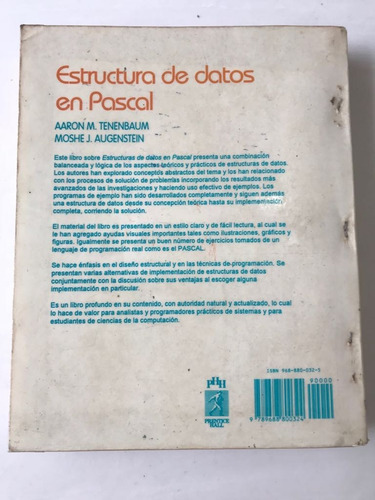 Estructura de datos
en Pascal
AARON M. TENENBAUM
MOSHE J. AUGENSTEIN
Este libro sobre Estructuras de datos en Pascal presenta una combinación
balanceada y lógica de los aspectos teóricos y prácticos de estructuras de datos.
Los autores han explorado conceptos abstractos del tema y los han relacionado
con los procesos de solución de problemas incorporando los resultados más
avanzados de las investigaciones y haciendo uso efectivo de ejemplos. Los
programas de ejemplo han sido desarrollados completamente y siguen además
una estructura de datos desde su concepción teórica hasta su implementación
completa, corriendo la solución.
El material del libro es presentado en un estilo claro y de fácil lectura, al cual se
le han agregado ayudas visuales importantes tales como ilustraciones, gráficos y
figuras. Igualmente se presenta un buen número de ejercicios tomados de un
lenguaje de programación real como es el PASCAL.
Se hace énfasis en el diseño estructural y en las técnicas de programación. Se
presentan varias alternativas de implementación de estructuras de datos
conjuntamente con la discusión sobre sus ventajas al escoger alguna
implementación en particular.
Es un libro profundo en su contenido, con autoridad natural y actualizado, lo cual
lo hace de valor para analistas y programadores prácticos de sistemas y para
estudiantes de ciencias de la computación.
ISBN 968-880-032-5
90000
PHH
PRENTICE
HALL
9 789688 800324